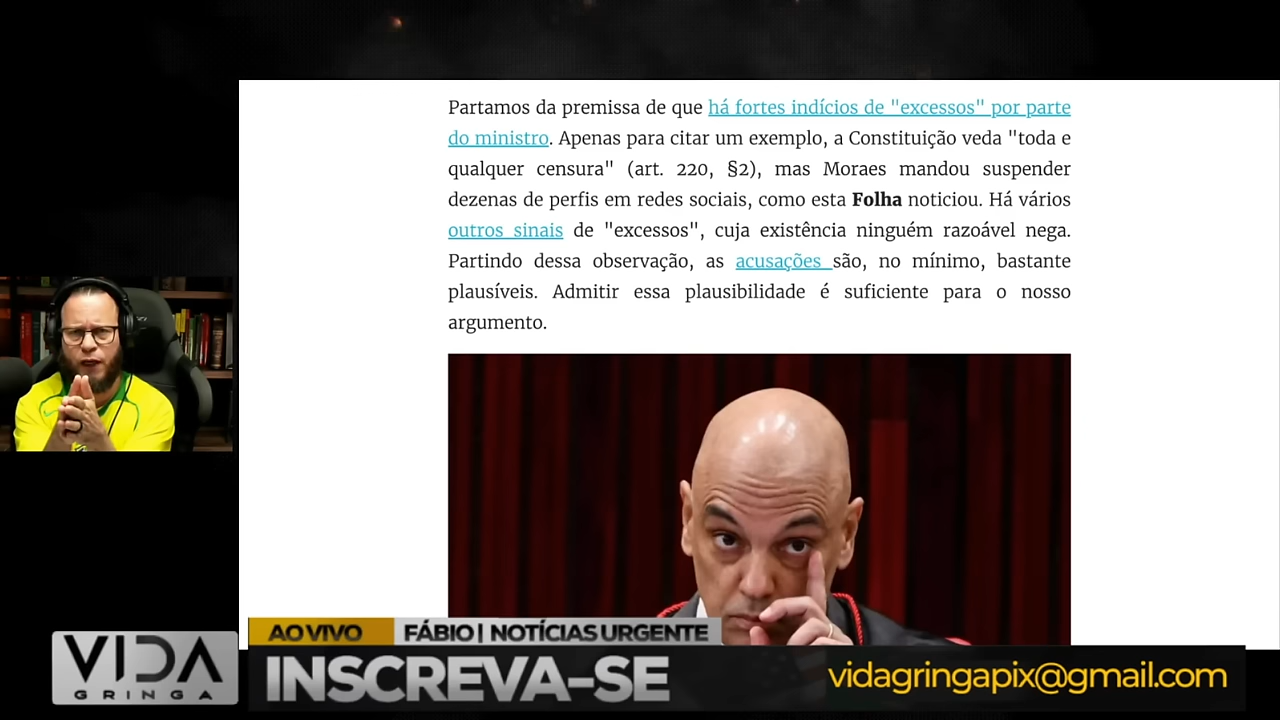 Partamos da premissa de que há fortes indícios de "excessos" por parte
do ministro. Apenas para citar um exemplo, a Constituição veda "toda e
qualquer censura" (art. 220, §2), mas Moraes mandou suspender
dezenas de perfis em redes sociais, como esta Folha noticiou. Há vários
outros sinais de "excessos", cuja existência ninguém razoável nega.
Partindo dessa observação, as acusações são, no mínimo, bastante
plausíveis. Admitir essa plausibilidade é suficiente para o nosso
argumento.
AO VIVO FÁBIO | NOTÍCIAS URGENTE
VIDA
GRINGA
INSCREVA-SE
vidagringapix@gmail.com